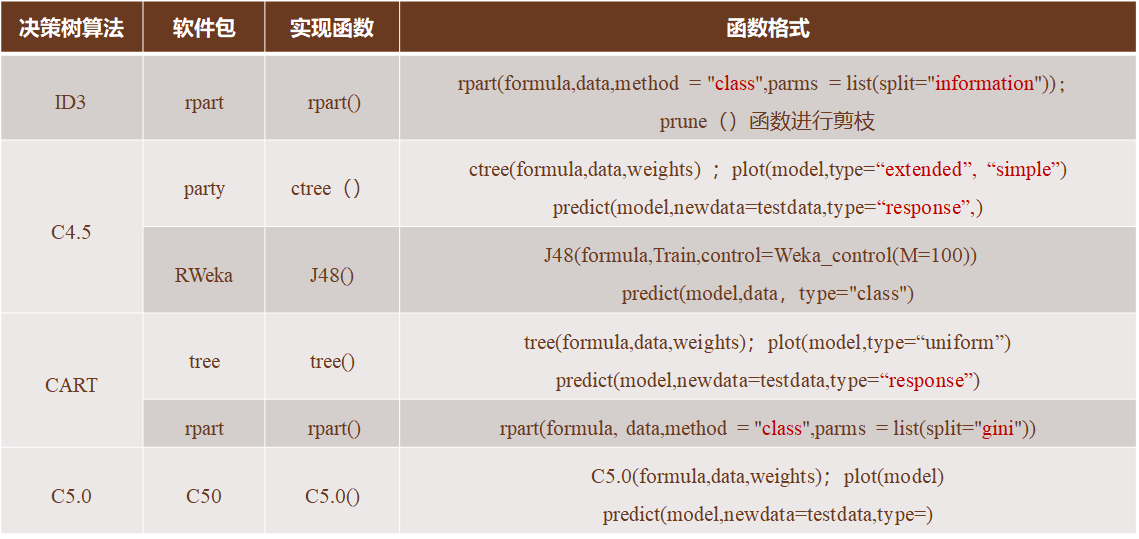 决策树算法 软件包 实现函数 函数格式
ID3 rpart rpart() rpart(formula,data,method = "class",parms = list(split="information"))；
prune（）函数进行剪枝
C4.5 party ctree（） ctree(formula,data,weights) ；plot(model,type=“extended”, “simple”)
predict(model,newdata=testdata,type=“response”,)
RWeka J48() J48(formula,Train,control=Weka_control(M=100))
predict(model,data，type="class")
CART tree tree() tree(formula,data,weights)；plot(model,type=“uniform”)
predict(model,newdata=testdata,type=“response”)
rpart rpart() rpart(formula, data,method = "class",parms = list(split="gini"))
C5.0 C50 C5.0() C5.0(formula,data,weights)；plot(model)
predict(model,newdata=testdata,type=)